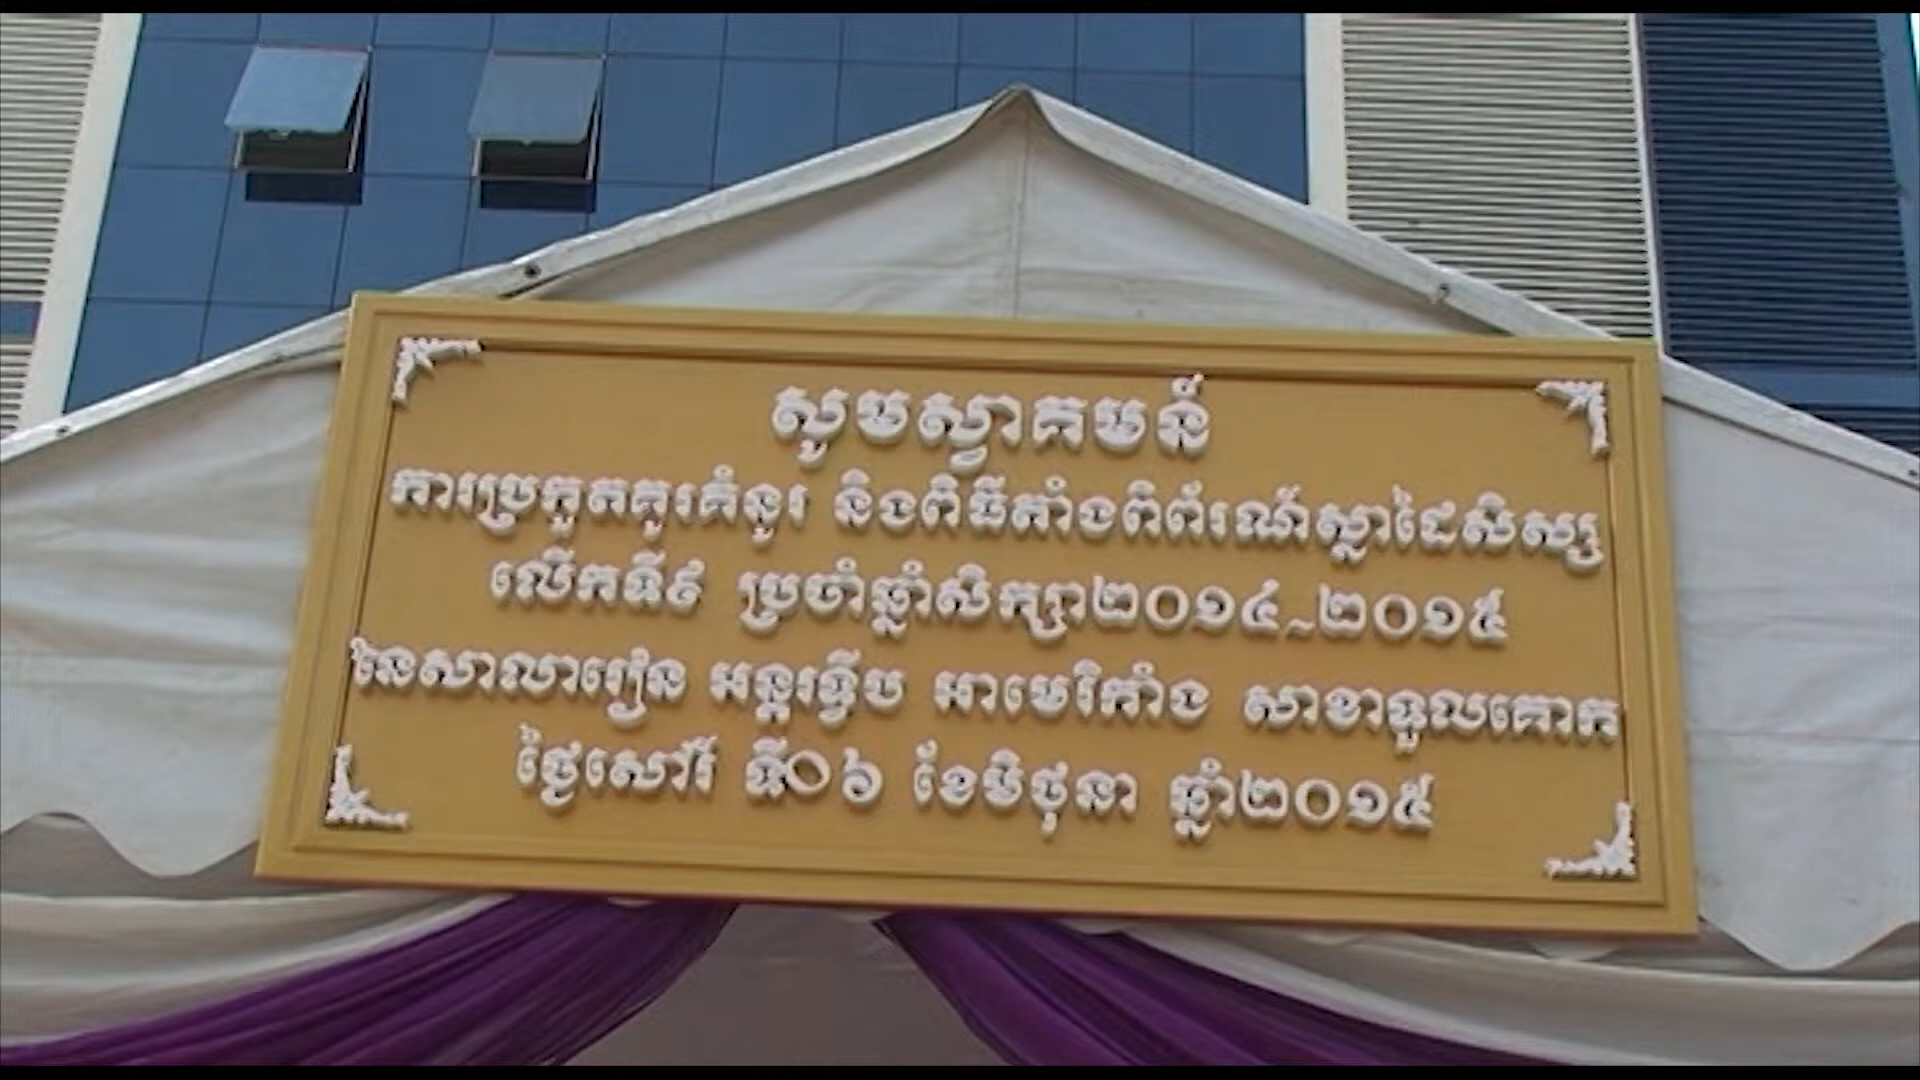 សូមស្វាគមន៍
ការប្រកួតគូរគំនូរ និងពិធីតាំងពិព័រណ៍ស្លាដៃសិស្ស
លើកទី៩ ប្រចាំឆ្នាំសិក្សា២០១៤~២០១៥
នៃសាលារៀន អន្តរទ្វីប អាមេរិកាំង សាខាទួលគោក
ថ្ងៃសៅរ៍ ទី០៦ ខែមិថុនា ឆ្នាំ២០១៥